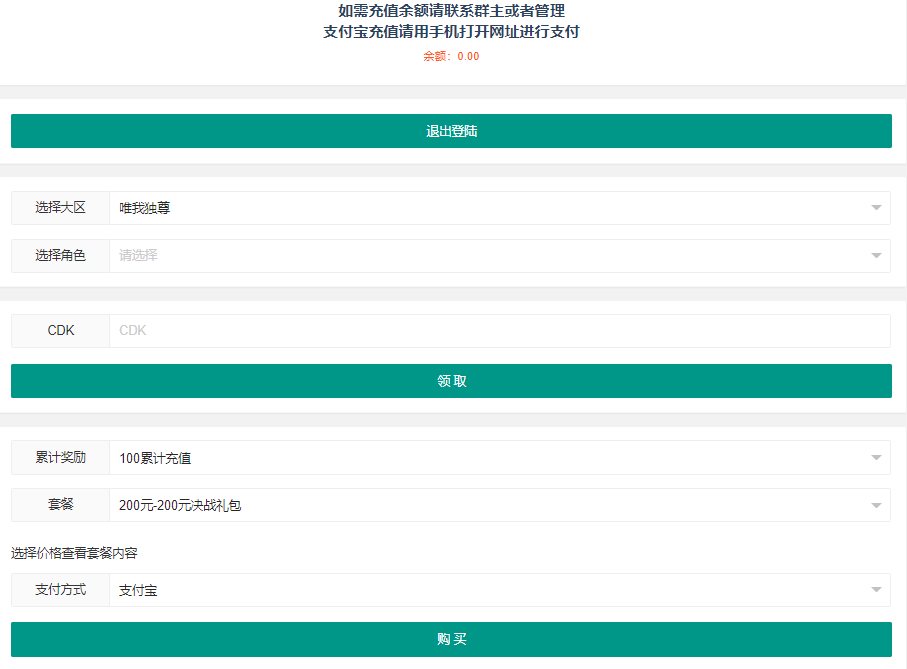 如需充值余额请联系群主或者管理
支付宝充值请用手机打开网址进行支付
余额：0.00
退出登陆
选择大区 唯我独尊
选择角色 请选择
CDK CDK
领 取
累计奖励 100累计充值
套餐 200元-200元决战礼包
选择价格查看套餐内容
支付方式 支付宝
购 买